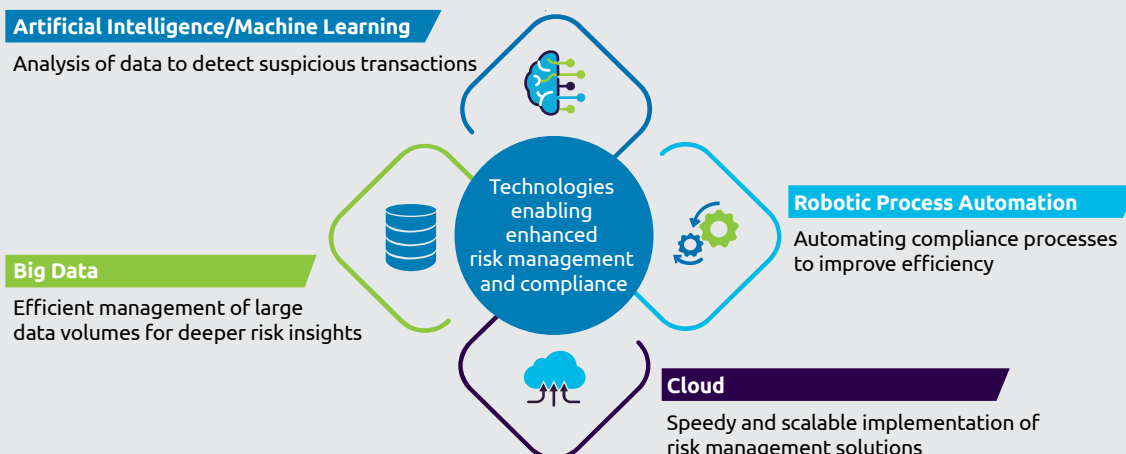 Artificial Intelligence/Machine Learning
Analysis of data to detect suspicious transactions
Technologies
enabling
enhanced
risk management
and compliance
Robotic Process Automation
Automating compliance processes
to improve efficiency
Big Data
Efficient management of large
data volumes for deeper risk insights
Cloud
Speedy and scalable implementation of
risk management solutions